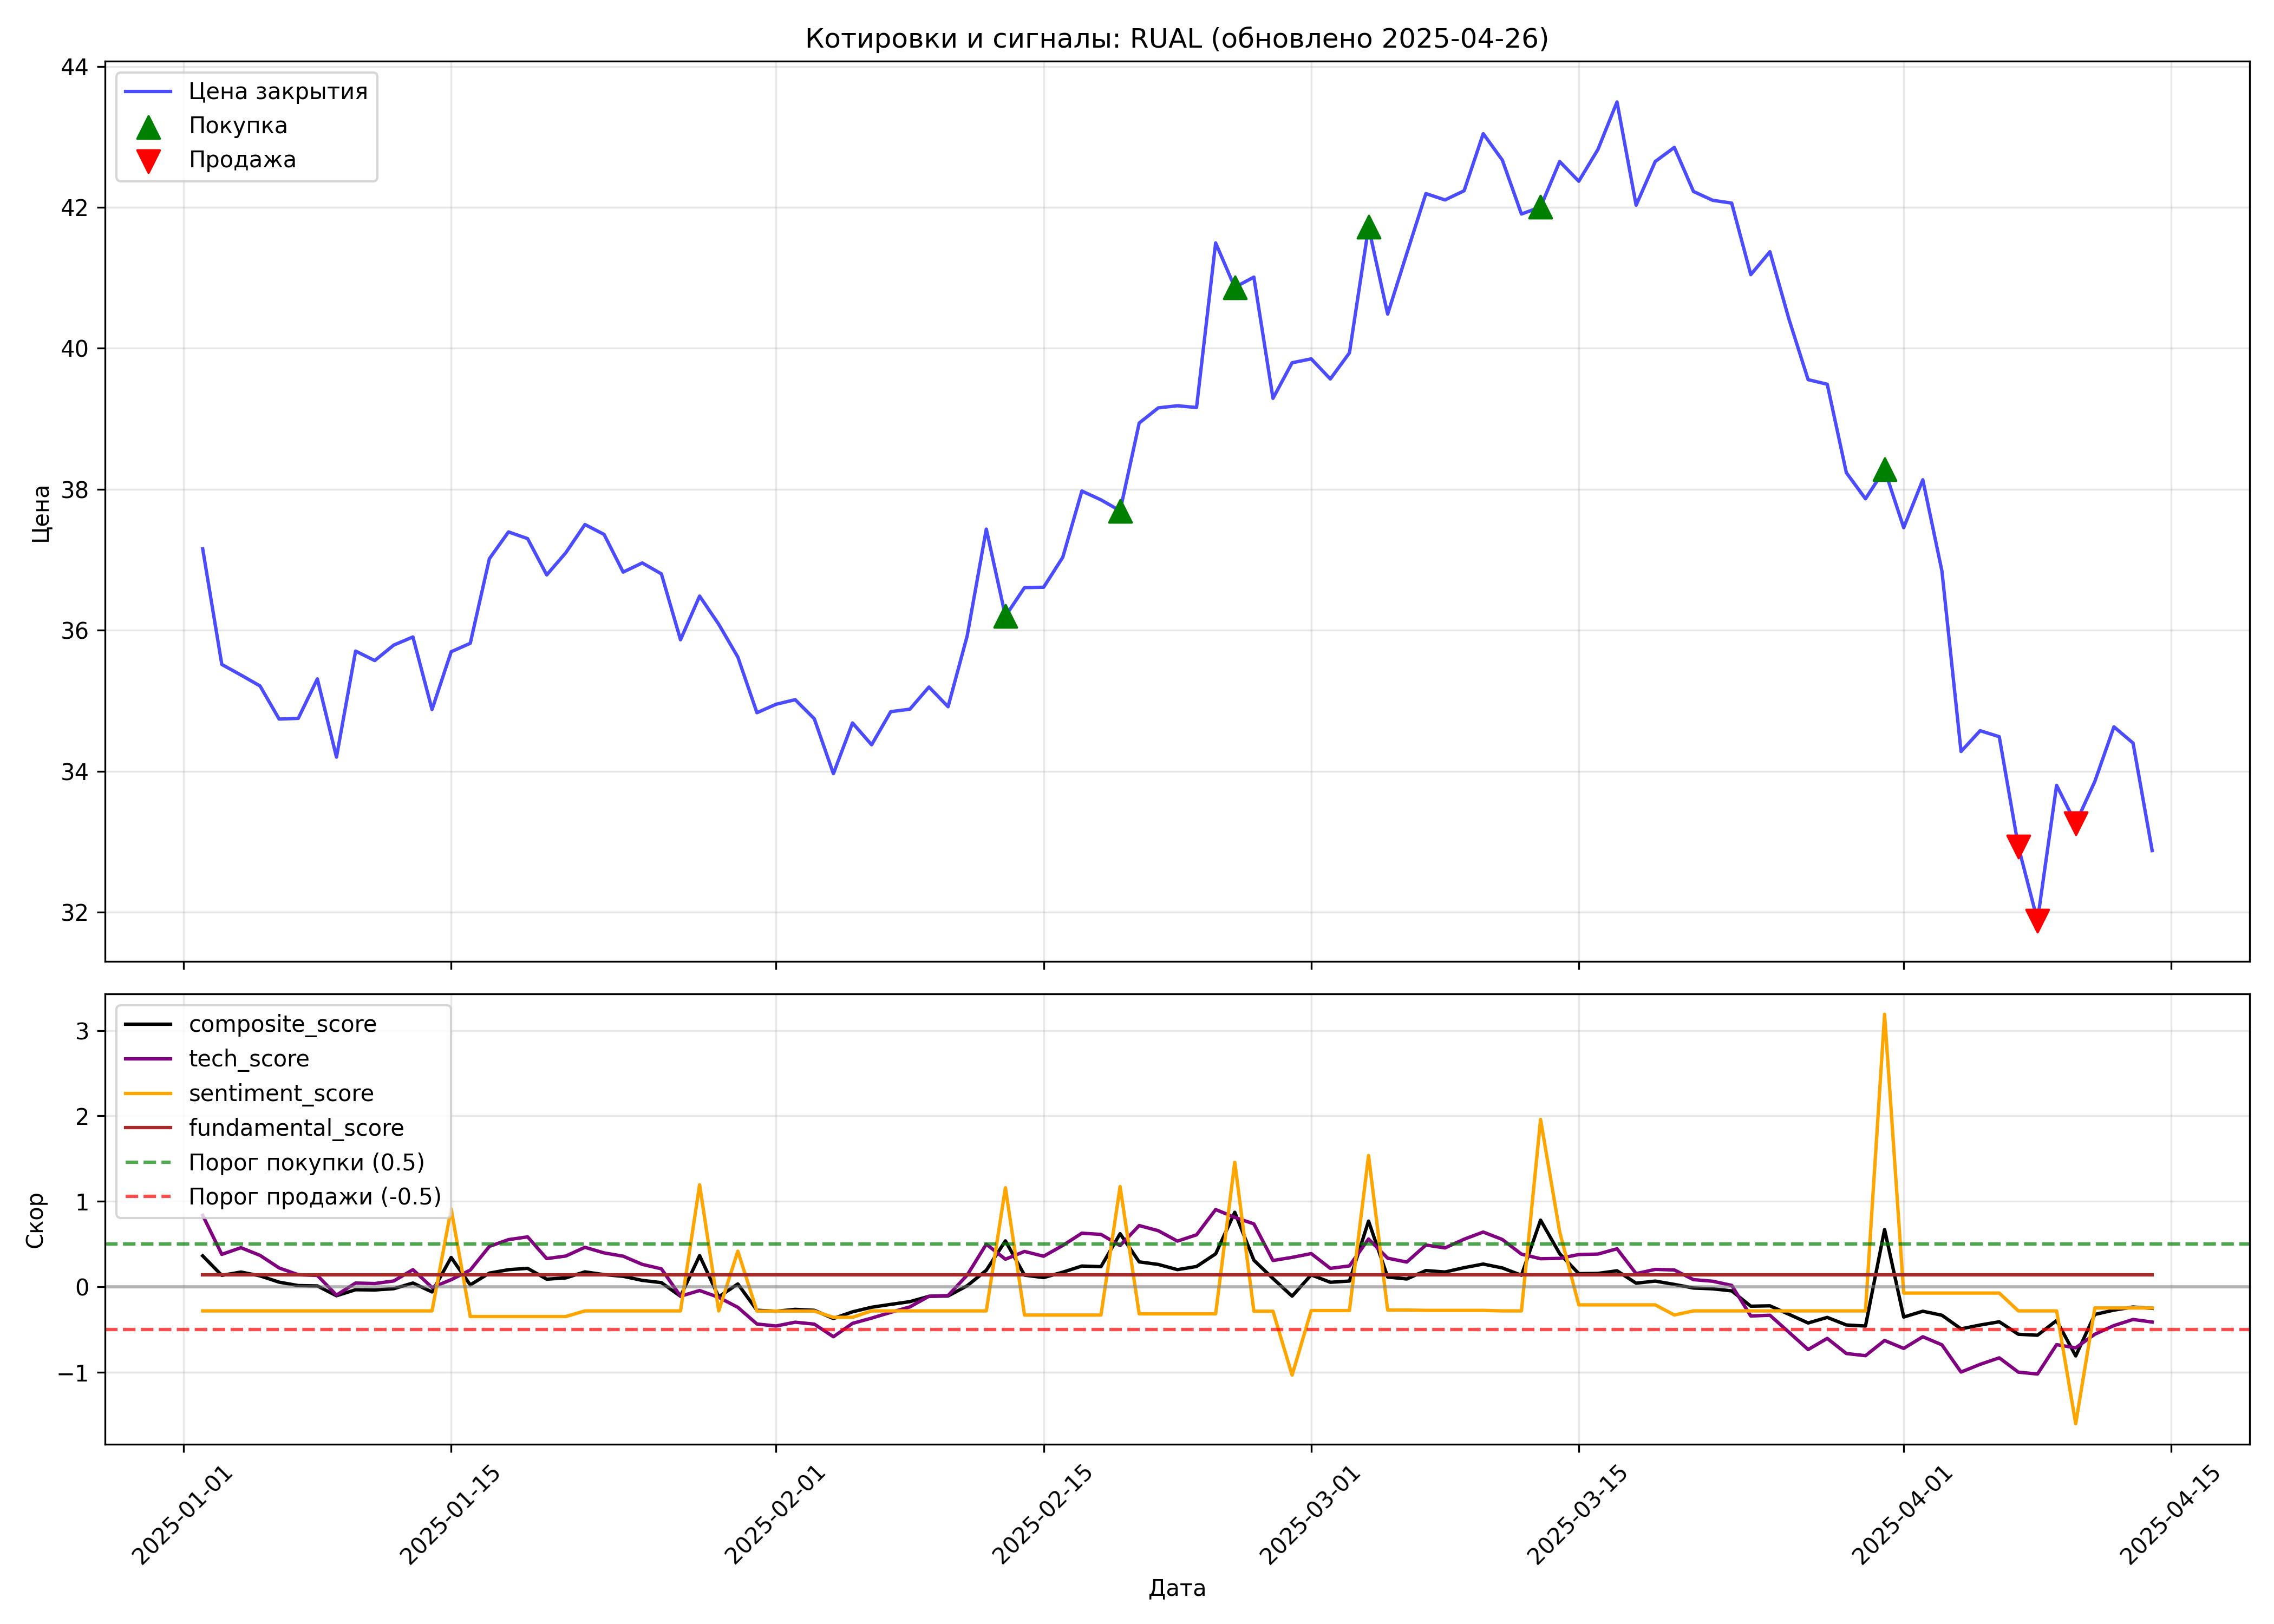 Котировки и сигналы: RUAL (обновлено 2025-04-26)
Цена закрытия
Покупка
Продажа
44
42
40
38
36
34
32
Цена
composite_score
tech_score
sentiment_score
fundamental_score
Порог покупки (0.5)
Порог продажи (-0.5)
3
2
1
0
−1
Скор
2025-01-01
2025-01-15
2025-02-01
2025-02-15
2025-03-01
2025-03-15
2025-04-01
2025-04-15
Дата